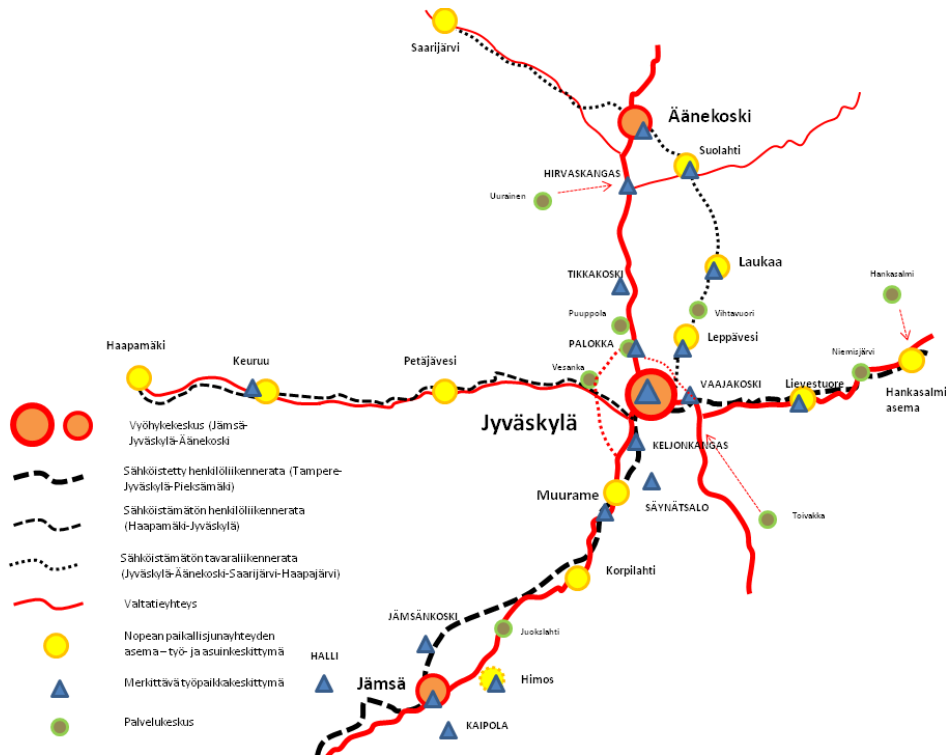 Saarijärvi
Äänekoski
Suolahti
HIRVASKANGAS
Uurainen
Laukaa
TIKKAKOSKI
Hankasalmi
Puuppola
Vihtavuori
Leppävesi
Haapamäki
Keuruu
Petäjävesi
PALOKKA
Vesanka
Niemisjärvi
VAAJAKOSKI
Lievestuore
Hankasalmi
asema
Jyväskylä
KELJONKANGAS
Muurame
SÄYNÄTSALO
Toivakka
Korpilahti
JÄMSÄNKOSKI
Juokslahti
HALLI
Jämsä
Himos
KAIPOLA
Vyöhykekeskus (Jämsä-
Jyväskylä-Äänekoski
Sähköistetty henkilöliikennerata (Tampere-
Jyväskylä-Pieksämäki)
Sähköistämätön henkilöliikennerata
(Haapamäki-Jyväskylä)
Sähköistämätön tavaraliikennerata
(Jyväskylä-Äänekoski-Saarijärvi-Haapajärvi)
Valtatieyhteys
Nopean paikallisjunayhteyden
asema – työ- ja asuinkeskittymä
Merkittävä työpaikkakeskittymä
Palvelukeskus